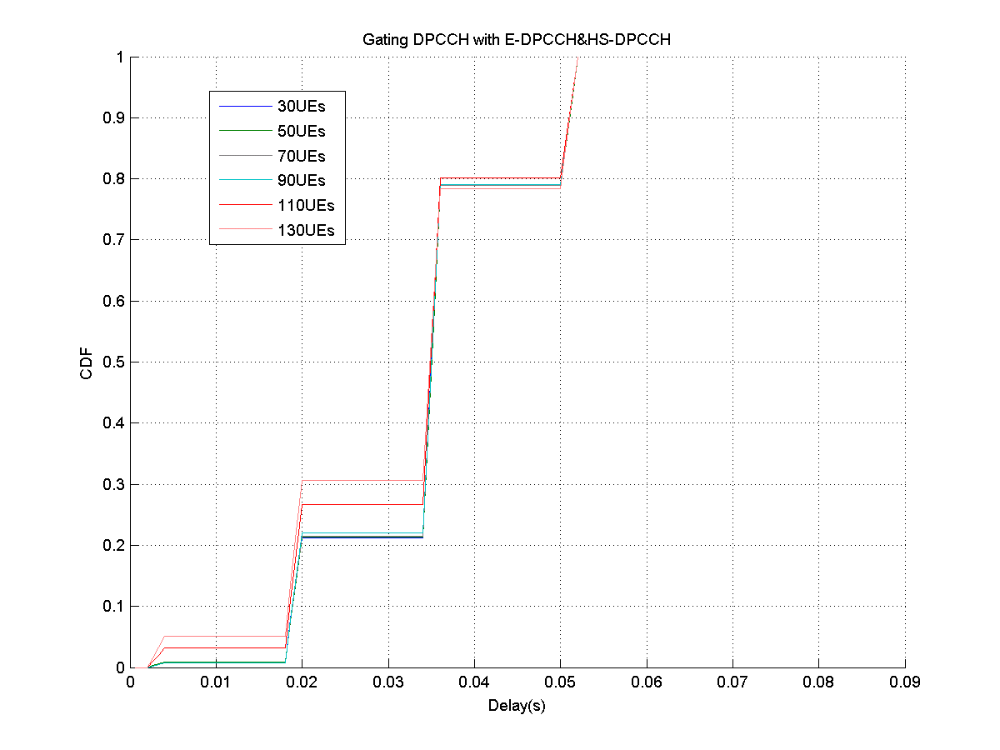 Gating DPCCH with E-DPCCH&HS-DPCCH
1
0.9
0.8
0.7
0.6
0.5
0.4
0.3
0.2
0.1
0
CDF
30UEs
50UEs
70UEs
90UEs
110UEs
130UEs
0 0.01 0.02 0.03 0.04 0.05 0.06 0.07 0.08 0.09
Delay(s)